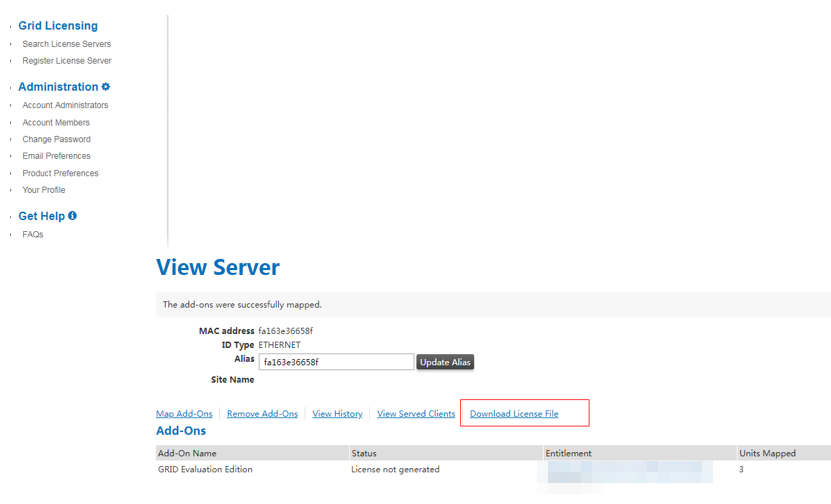 Grid Licensing
Search License Servers
Register License Server
Administration
Account Administrators
Account Members
Change Password
Email Preferences
Product Preferences
Your Profile
Get Help
FAQs
View Server
The add-ons were successfully mapped.
MAC address fa163e36658f
ID Type ETHERNET
Alias fa163e36658f Update Alias
Site Name
Map Add-Ons Remove Add-Ons View History View Served Clients Download License File
Add-Ons
Add-On Name Status Entitlement Units Mapped
GRID Evaluation Edition License not generated 3